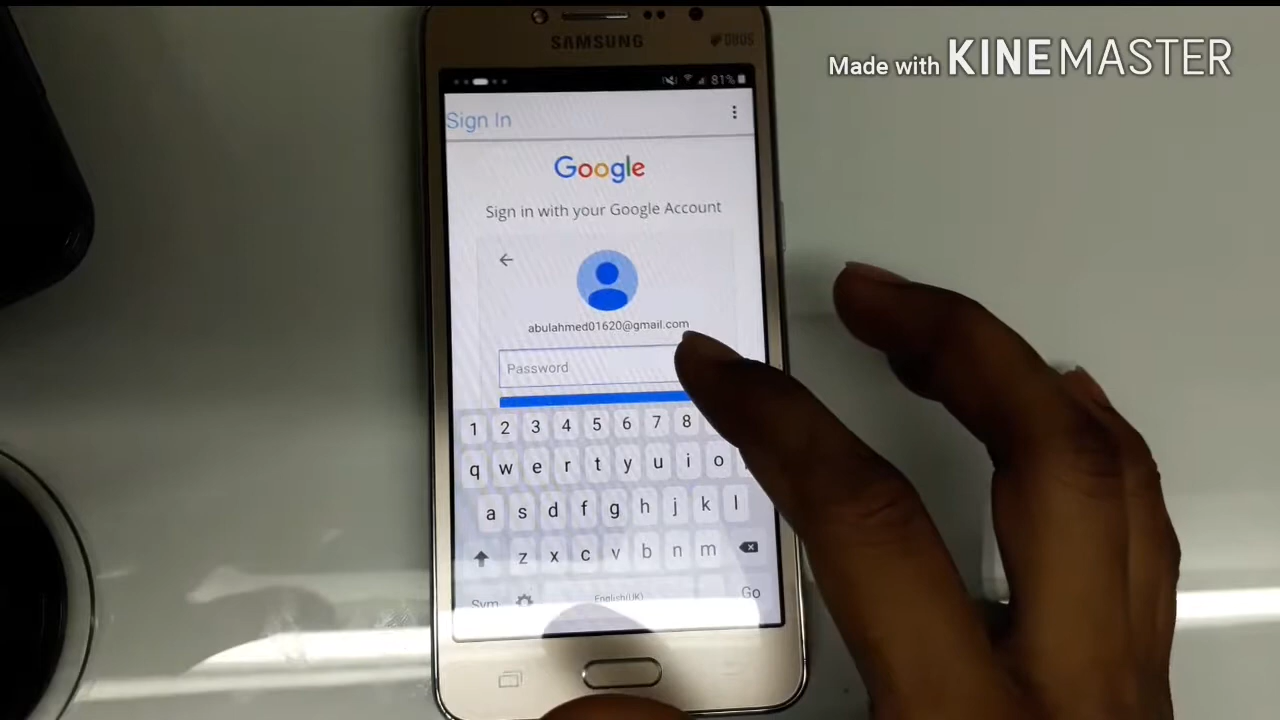 Made with KINEMASTER
SAMSUNG DUOS
81%
Sign In
Google
Sign in with your Google Account
abulahmed01620@gmail.com
Password
1 2 3 4 5 6 7 8
q w e r t y u i o
a s d f g h j k l
z x c v b n m
Sym English(UK) Go